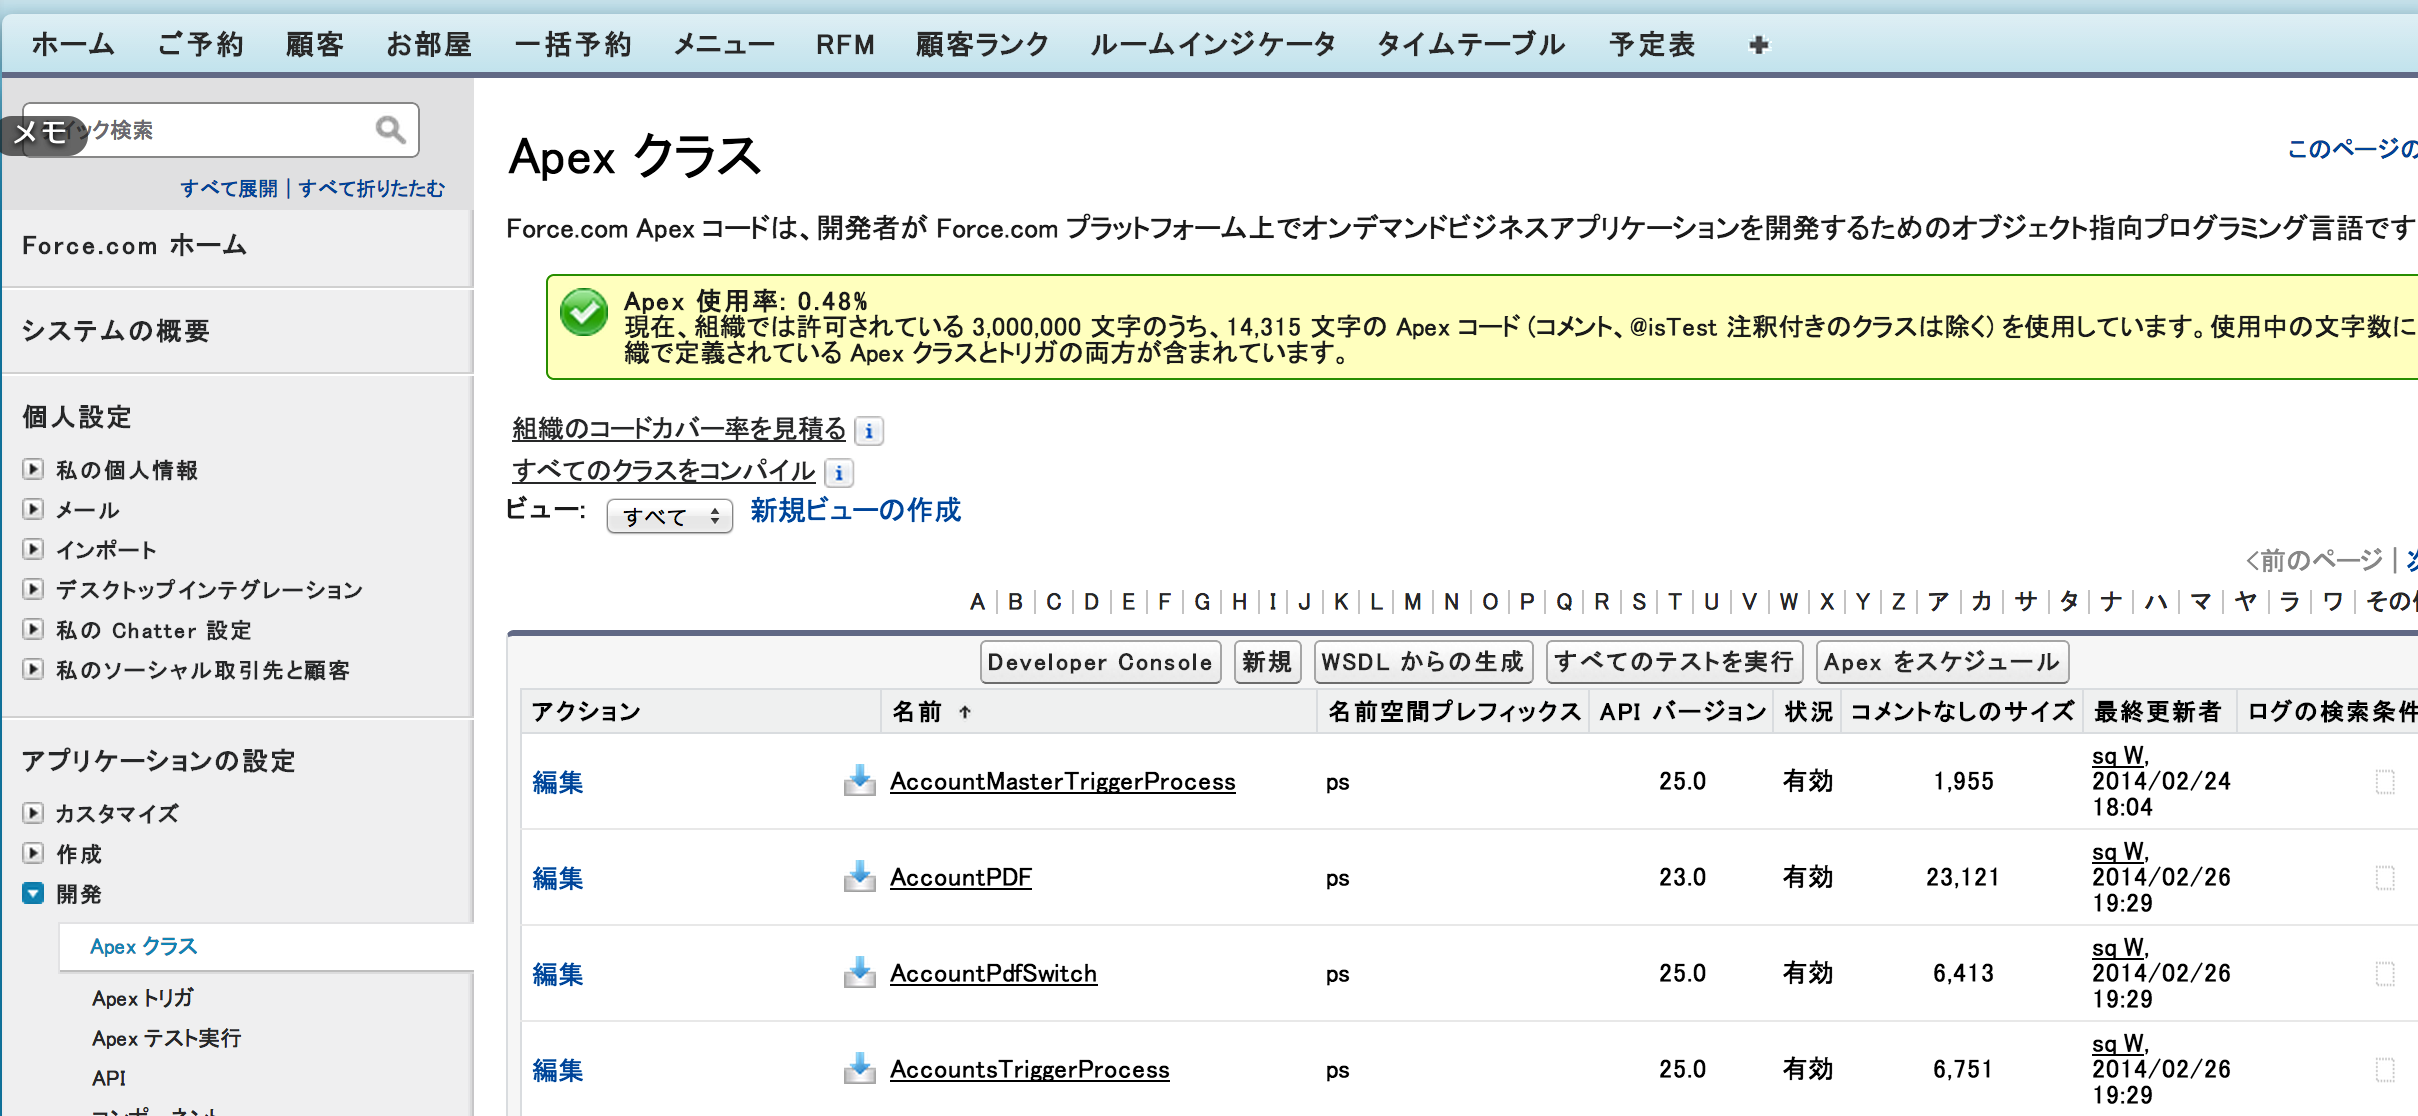 ホーム ご予約 顧客 お部屋 一括予約 メニュー RFM 顧客ランク ルームインジケータ タイムテーブル 予定表
メモ
ック検索
すべて展開 | すべて折りたたむ
Force.com ホーム
システムの概要
個人設定
私の個人情報
メール
インポート
デスクトップインテグレーション
私の Chatter 設定
私のソーシャル取引先と顧客
アプリケーションの設定
カスタマイズ
作成
開発
Apex クラス
Apex トリガ
Apex テスト実行
API
Apex クラス
このページの
Force.com Apex コードは、開発者が Force.com プラットフォーム上でオンデマンドビジネスアプリケーションを開発するためのオブジェクト指向プログラミング言語です
Apex 使用率: 0.48%
現在、組織では許可されている 3,000,000 文字のうち、14,315 文字の Apex コード (コメント、@isTest 注釈付きのクラスは除く) を使用しています。使用中の文字数に
織で定義されている Apex クラスとトリガの両方が含まれています。
組織のコードカバー率を見積る
すべてのクラスをコンパイル
ビュー: すべて 新規ビューの作成
<前のページ |
A | B | C | D | E | F | G | H | I | J | K | L | M | N | O | P | Q | R | S | T | U | V | W | X | Y | Z | ア | カ | サ | タ | ナ | ハ | マ | ヤ | ラ | ワ | その
Developer Console 新規 WSDL からの生成 すべてのテストを実行 Apex をスケジュール
アクション 名前 ↑ 名前空間プレフィックス API バージョン 状況 コメントなしのサイズ 最終更新者 ログの検索条件
編集 AccountMasterTriggerProcess ps 25.0 有効 1,955 sq W,
2014/02/24
18:04
編集 AccountPDF ps 23.0 有効 23,121 sq W,
2014/02/26
19:29
編集 AccountPdfSwitch ps 25.0 有効 6,413 sq W,
2014/02/26
19:29
編集 AccountsTriggerProcess ps 25.0 有効 6,751 sq W,
2014/02/26
19:29